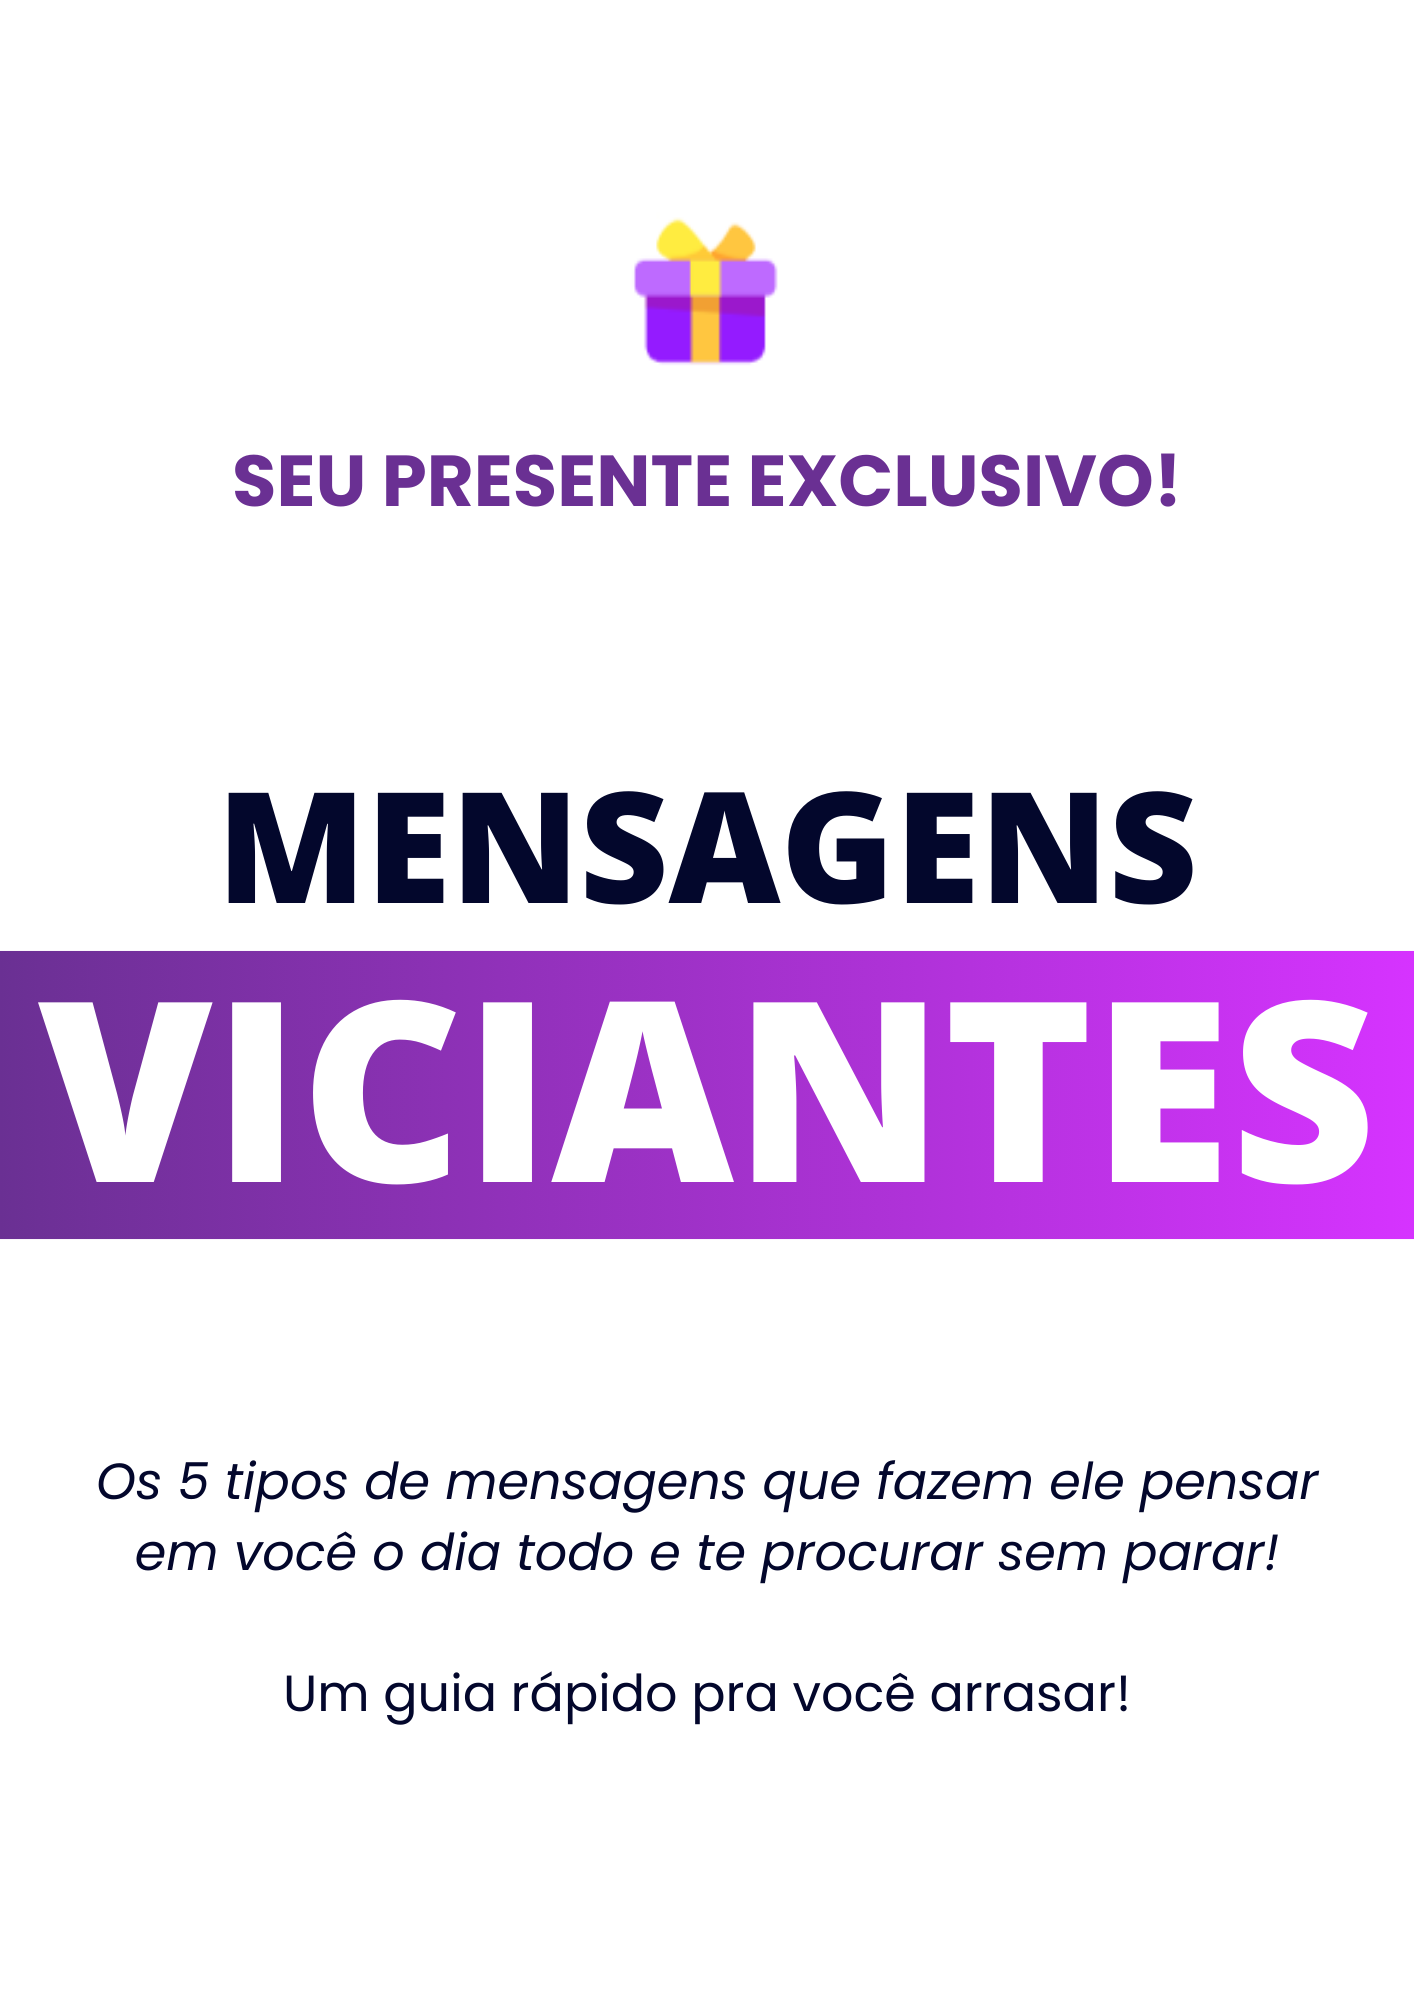 SEU PRESENTE EXCLUSIVO!
MENSAGENS
VICIANTES
Os 5 tipos de mensagens que fazem ele pensar
em você o dia todo e te procurar sem parar!
Um guia rápido pra você arrasar!